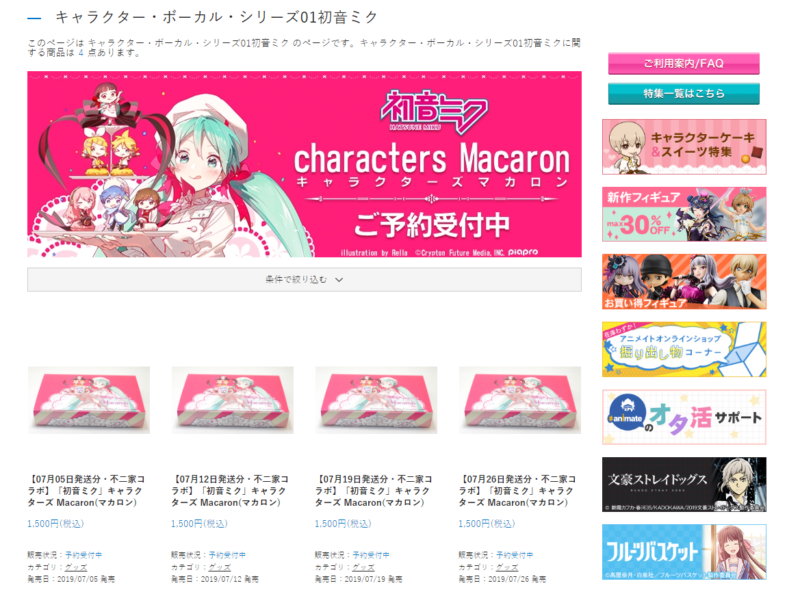 キャラクター・ボーカル・シリーズ01初音ミク
このページは キャラクター・ボーカル・シリーズ01初音ミク のページです。キャラクター・ボーカル・シリーズ01初音ミクに関
する商品は 4 点あります。
初音ミク
HATSUNE MIKU
characters Macaron
キャラクターズマカロン
ご予約受付中
illustration by Rella ©Crypton Future Media, INC. piapro
条件で絞り込む
【07月05日発送分・不二家コ
ラボ】「初音ミク」キャラク
ターズ Macaron(マカロン)
1,500円(税込)
販売状況：予約受付中
カテゴリ：グッズ
発売日：2019/07/05 発売
【07月12日発送分・不二家コ
ラボ】「初音ミク」キャラク
ターズ Macaron(マカロン)
1,500円(税込)
販売状況：予約受付中
カテゴリ：グッズ
発売日：2019/07/12 発売
【07月19日発送分・不二家コ
ラボ】「初音ミク」キャラク
ターズ Macaron(マカロン)
1,500円(税込)
販売状況：予約受付中
カテゴリ：グッズ
発売日：2019/07/19 発売
【07月26日発送分・不二家コ
ラボ】「初音ミク」キャラク
ターズ Macaron(マカロン)
1,500円(税込)
販売状況：予約受付中
カテゴリ：グッズ
発売日：2019/07/26 発売
ご利用案内/FAQ
特集一覧はこちら
キャラクターケーキ
&スイーツ特集
新作フィギュア
max30%OFF
お買い得フィギュア
在庫わずか!
アニメイトオンラインショップ
掘り出し物コーナー
animate
のオタ活サポート
文豪ストレイドッグス
フルーツバスケット